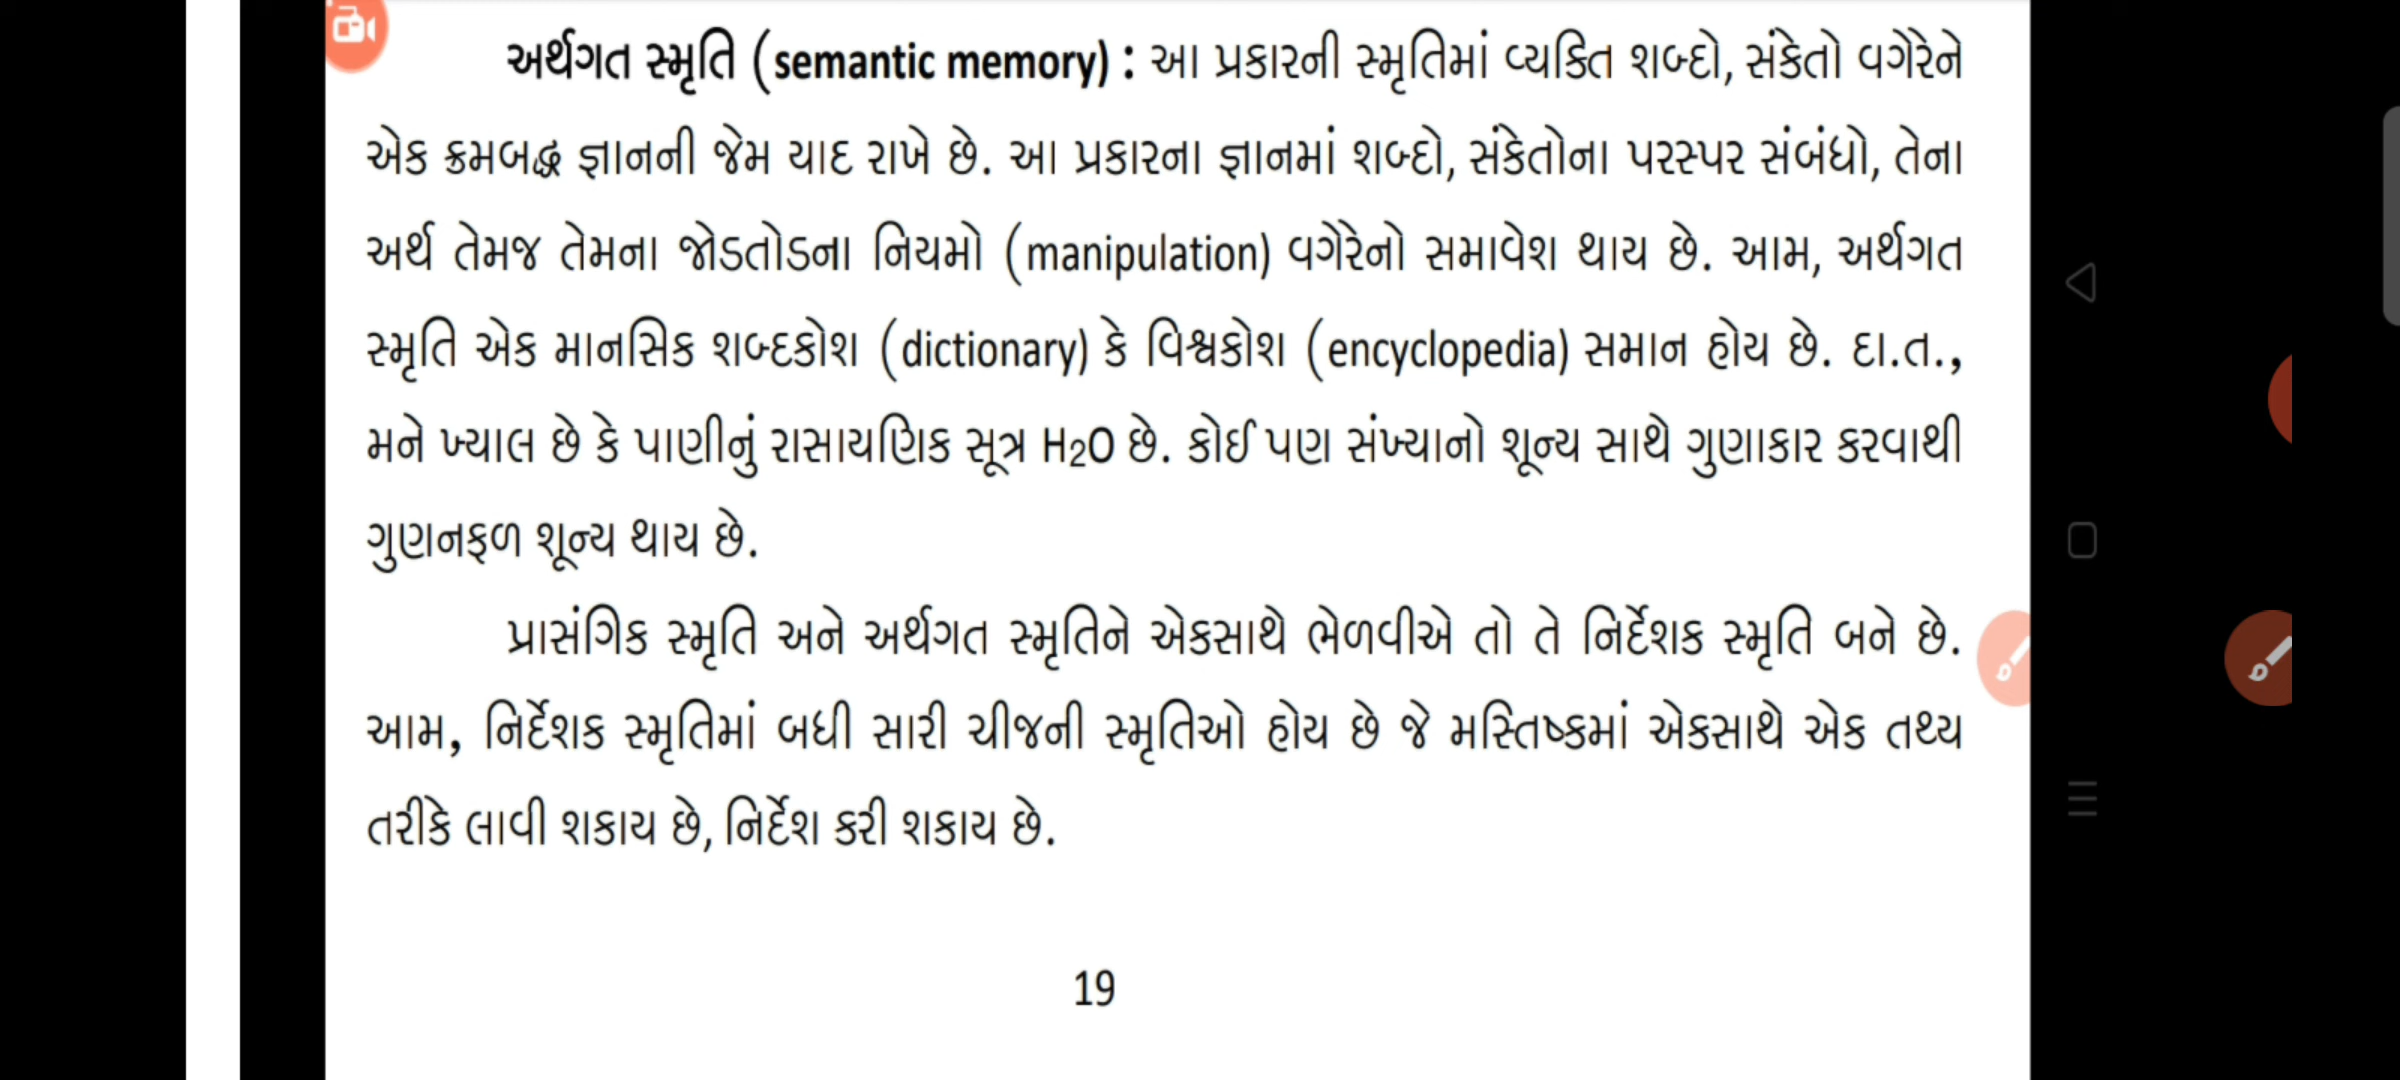 અર્થગત સ્મૃતિ (semantic memory) : આ પ્રકારની સ્મૃતિમાં વ્યક્તિ શબ્દો, સંકેતો વગેરેને
એક ક્રમબદ્ધ જ્ઞાનની જેમ યાદ રાખે છે. આ પ્રકારના જ્ઞાનમાં શબ્દો, સંકેતોના પરસ્પર સંબંધો, તેના
અર્થ તેમજ તેમના જોડતોડના નિયમો (manipulation) વગેરેનો સમાવેશ થાય છે. આમ, અર્થગત
સ્મૃતિ એક માનસિક શબ્દકોશ (dictionary) કે વિશ્વકોશ (encyclopedia) સમાન હોય છે. દા.ત.,
મને ખ્યાલ છે કે પાણીનું રાસાયણિક સૂત્ર H₂O છે. કોઈ પણ સંખ્યાનો શૂન્ય સાથે ગુણાકાર કરવાથી
ગુણનફળ શૂન્ય થાય છે.
પ્રાસંગિક સ્મૃતિ અને અર્થગત સ્મૃતિને એકસાથે ભેળવીએ તો તે નિર્દેશક સ્મૃતિ બને છે.
આમ, નિર્દેશક સ્મૃતિમાં બધી સારી ચીજની સ્મૃતિઓ હોય છે જે મસ્તિષ્કમાં એકસાથે એક તથ્ય
તરીકે લાવી શકાય છે, નિર્દેશ કરી શકાય છે.
19